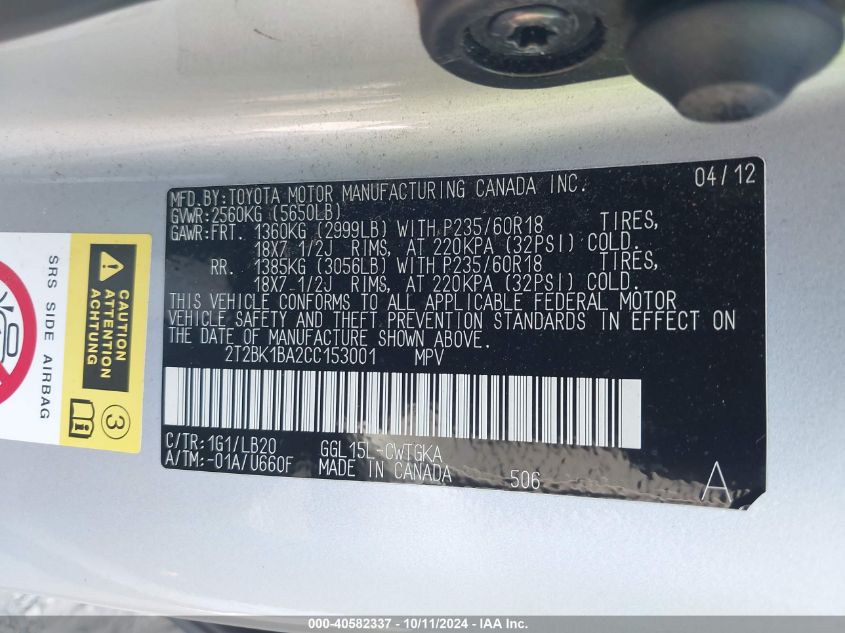 MFD.BY:TOYOTA MOTOR MANUFACTURING CANADA INC. 04/12
GVWR:2560KG (5650LB)
GAWR:FRT. 1360KG (2999LB) WITH P235/60R18 TIRES,
18X7 1/2J RIMS, AT 220KPA (32PSI) COLD.
RR. 1385KG (3056LB) WITH P235/60R18 TIRES,
18X7 1/2J RIMS, AT 220KPA (32PSI) COLD.
THIS VEHICLE CONFORMS TO ALL APPLICABLE FEDERAL MOTOR
VEHICLE SAFETY AND THEFT PREVENTION STANDARDS IN EFFECT ON
THE DATE OF MANUFACTURE SHOWN ABOVE.
2T2BK1BA2CC153001 MPV
C/TR:1G1/LB20 GGL15L-CWTGKA
A/TM:-01A/U660F MADE IN CANADA 506 A
CAUTION
ATTENTION
ACHTUNG
3
SRS SIDE AIRBAG
000-40582337 - 10/11/2024 - IAA Inc.